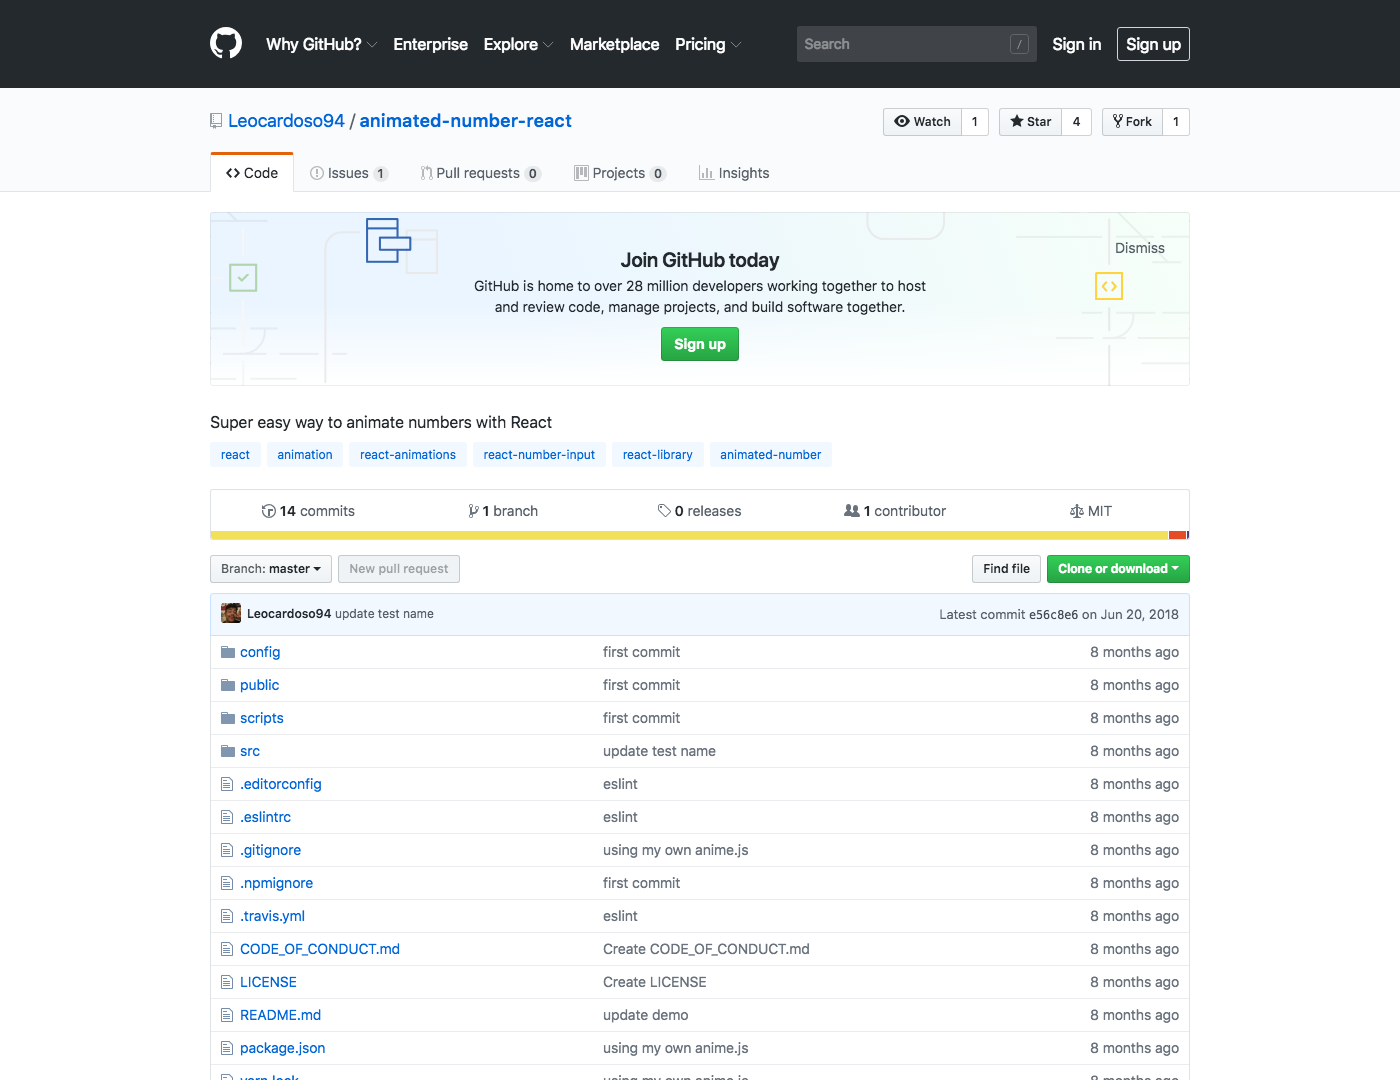 Why GitHub? Enterprise Explore Marketplace Pricing Search / Sign in Sign up
Leocardoso94 / animated-number-react Watch 1 Star 4 Fork 1
Code Issues 1 Pull requests 0 Projects 0 Insights
Dismiss
Join GitHub today
GitHub is home to over 28 million developers working together to host
and review code, manage projects, and build software together.
Sign up
Super easy way to animate numbers with React
react animation react-animations react-number-input react-library animated-number
14 commits 1 branch 0 releases 1 contributor MIT
Branch: master New pull request Find file Clone or download
Leocardoso94 update test name Latest commit e56c8e6 on Jun 20, 2018
config first commit 8 months ago
public first commit 8 months ago
scripts first commit 8 months ago
src update test name 8 months ago
.editorconfig eslint 8 months ago
.eslintrc eslint 8 months ago
.gitignore using my own anime.js 8 months ago
.npmignore first commit 8 months ago
.travis.yml eslint 8 months ago
CODE_OF_CONDUCT.md Create CODE_OF_CONDUCT.md 8 months ago
LICENSE Create LICENSE 8 months ago
README.md update demo 8 months ago
package.json using my own anime.js 8 months ago
yarn.lock using my own anime.js 8 months ago